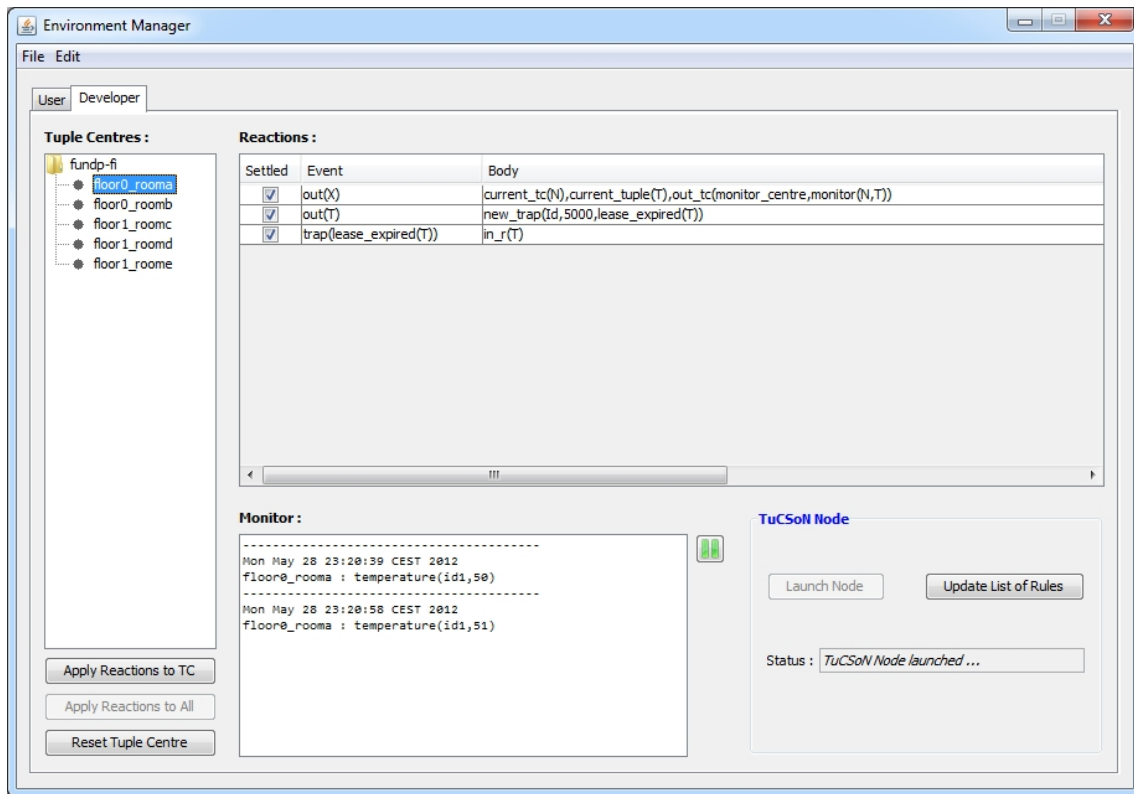 Environment Manager
File Edit
User Developer
Tuple Centres :
fundp-fi
floor0_rooma
floor0_roomb
floor1_roomc
floor1_roomd
floor1_roome
Apply Reactions to TC
Apply Reactions to All
Reset Tuple Centre
Reactions :
Settled Event Body
out(X) current_tc(N),current_tuple(T),out_tc(monitor_centre,monitor(N,T))
out(T) new_trap(Id,5000,lease_expired(T))
trap(lease_expired(T)) in_r(T)
Monitor :
----------------------------------------
Mon May 28 23:20:39 CEST 2012
floor0_rooma : temperature(id1,50)
----------------------------------------
Mon May 28 23:20:58 CEST 2012
floor0_rooma : temperature(id1,51)
TuCSoN Node
Launch Node Update List of Rules
Status : TuCSoN Node launched ...